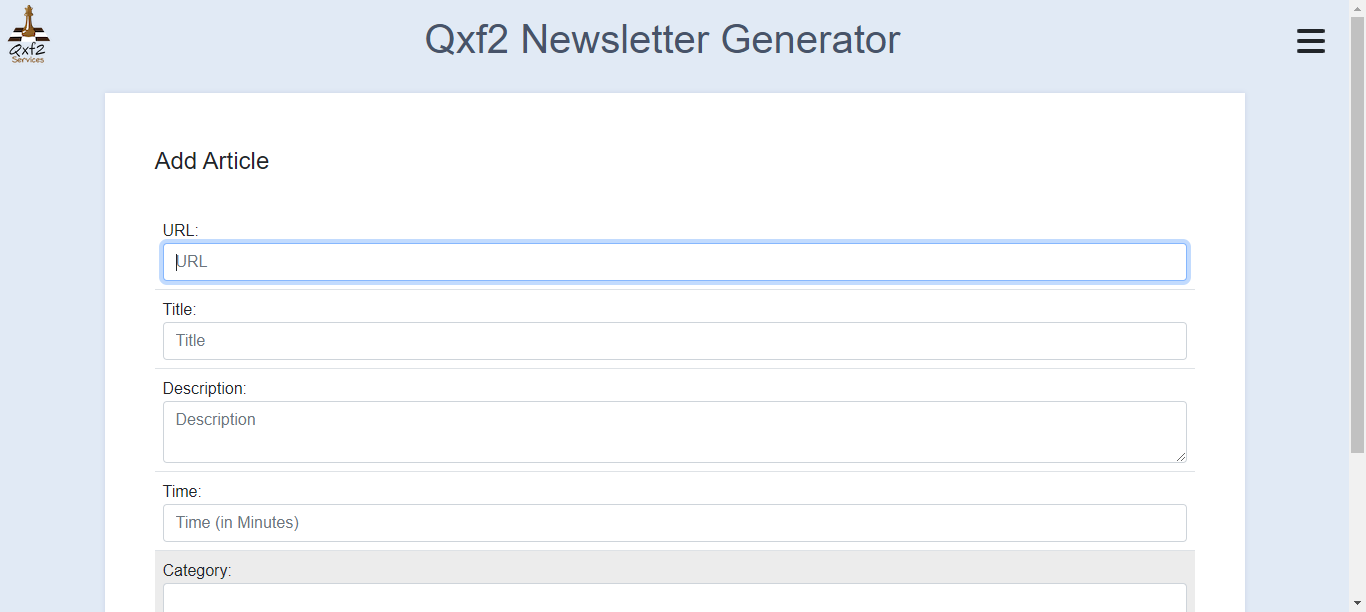 Qxf2
Services
Qxf2 Newsletter Generator
Add Article
URL:
URL
Title:
Title
Description:
Description
Time:
Time (in Minutes)
Category: